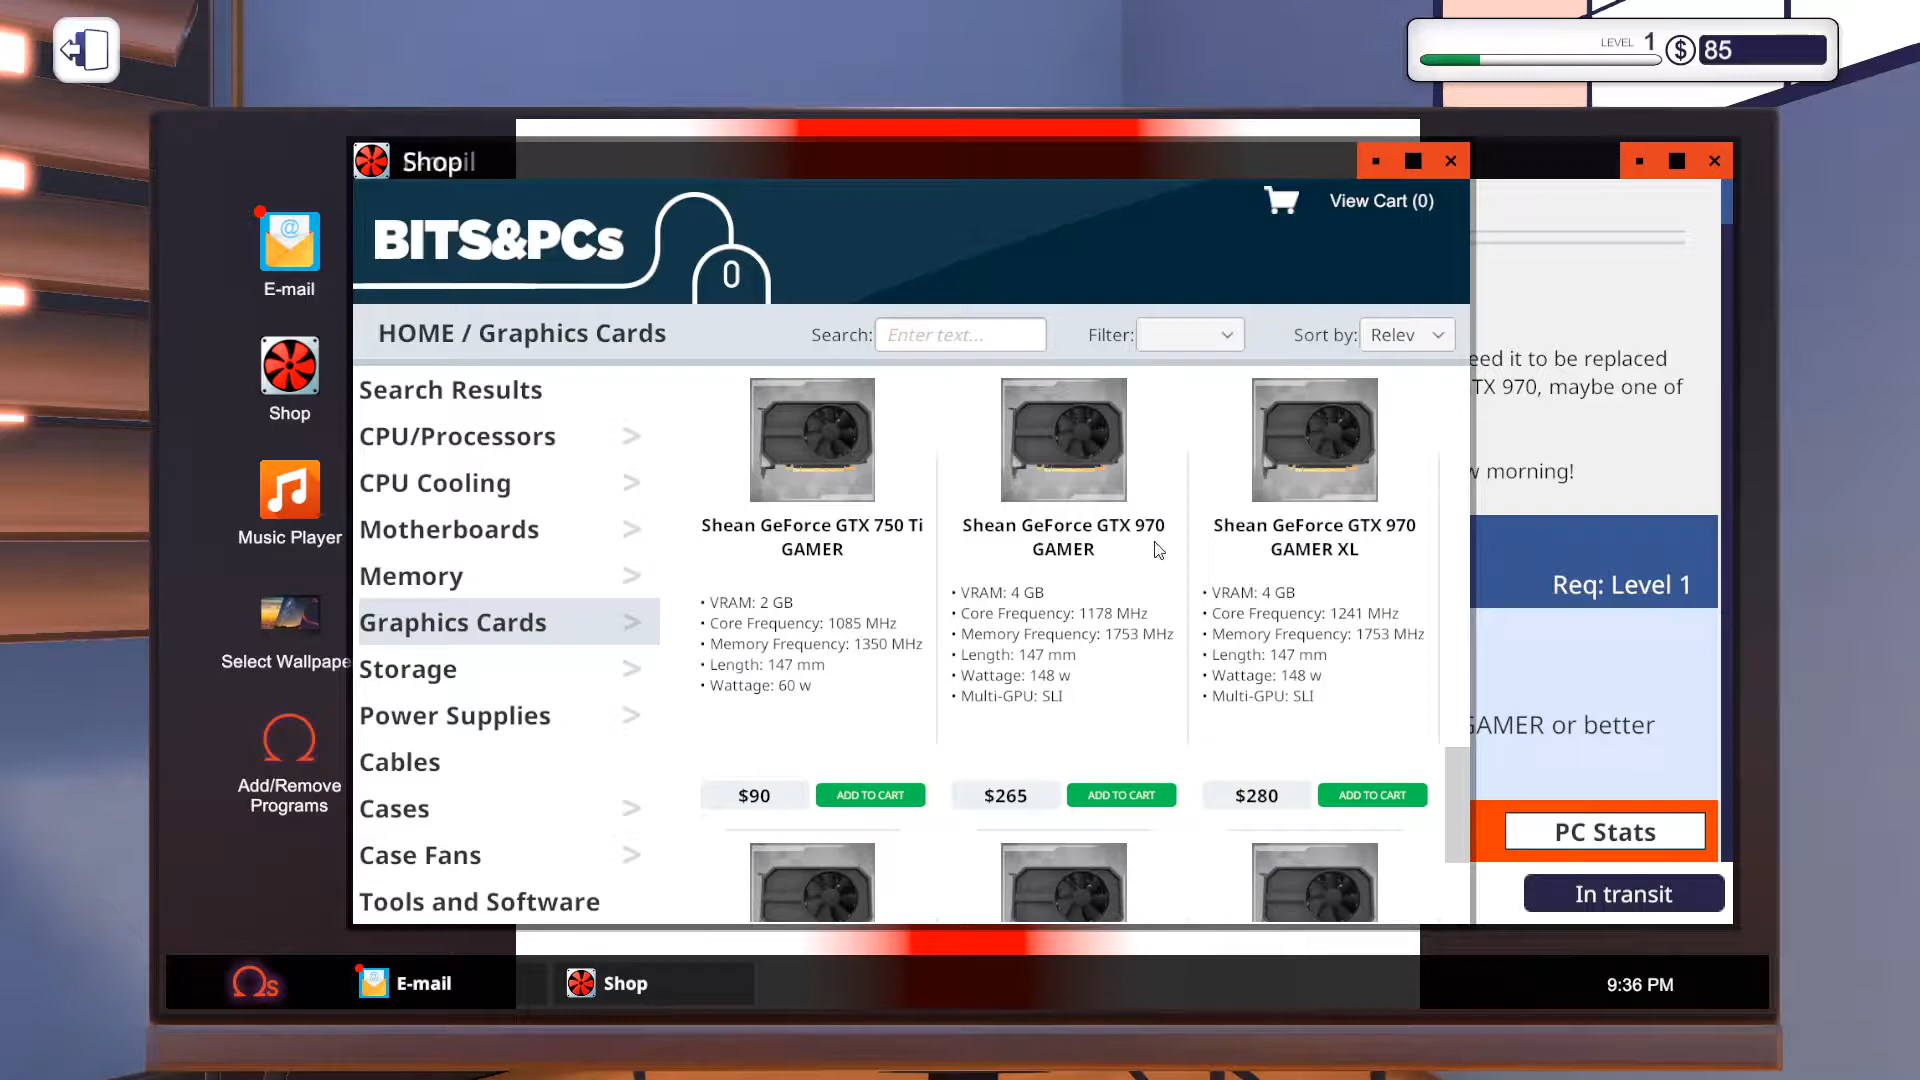 LEVEL 1
85
Shop
BITS&PCs
View Cart (0)
HOME / Graphics Cards
Search: Enter text...
Filter:
Sort by: Relev
E-mail
Shop
Music Player
Select Wallpape
Add/Remove
Programs
Search Results
CPU/Processors >
CPU Cooling >
Motherboards >
Memory >
Graphics Cards >
Storage >
Power Supplies >
Cables
Cases >
Case Fans >
Tools and Software
Shean GeForce GTX 750 Ti
GAMER
• VRAM: 2 GB
• Core Frequency: 1085 MHz
• Memory Frequency: 1350 MHz
• Length: 147 mm
• Wattage: 60 w
$90 ADD TO CART
Shean GeForce GTX 970
GAMER
• VRAM: 4 GB
• Core Frequency: 1178 MHz
• Memory Frequency: 1753 MHz
• Length: 147 mm
• Wattage: 148 w
• Multi-GPU: SLI
$265 ADD TO CART
Shean GeForce GTX 970
GAMER XL
• VRAM: 4 GB
• Core Frequency: 1241 MHz
• Memory Frequency: 1753 MHz
• Length: 147 mm
• Wattage: 148 w
• Multi-GPU: SLI
$280 ADD TO CART
eed it to be replaced
TX 970, maybe one of
morning!
Req: Level 1
GAMER or better
PC Stats
In transit
E-mail
Shop
9:36 PM